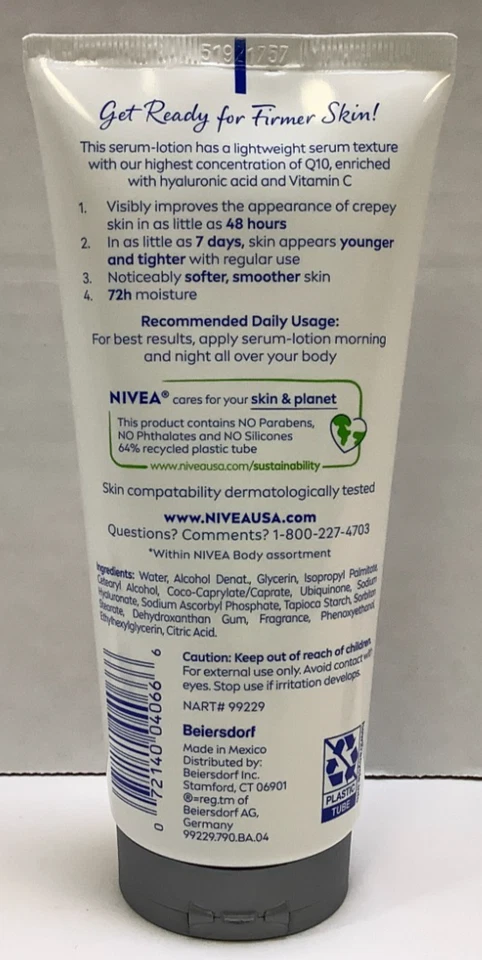 Get Ready for Firmer Skin!
This serum-lotion has a lightweight serum texture
with our highest concentration of Q10, enriched
with hyaluronic acid and Vitamin C
1. Visibly improves the appearance of crepey
skin in as little as 48 hours
2. In as little as 7 days, skin appears younger
and tighter with regular use
3. Noticeably softer, smoother skin
4. 72h moisture
Recommended Daily Usage:
For best results, apply serum-lotion morning
and night all over your body
NIVEA® cares for your skin & planet
This product contains NO Parabens,
NO Phthalates and NO Silicones
64% recycled plastic tube
www.niveausa.com/sustainability
Skin compatability dermatologically tested
www.NIVEAUSA.com
Questions? Comments? 1-800-227-4703
*Within NIVEA Body assortment
Ingredients: Water, Alcohol Denat., Glycerin, Isopropyl Palmitate,
Cetearyl Alcohol, Coco-Caprylate/Caprate, Ubiquinone, Sodium
Hyaluronate, Sodium Ascorbyl Phosphate, Tapioca Starch, Sorbitan
Stearate, Dehydroxanthan Gum, Fragrance, Phenoxyethanol,
Ethylhexylglycerin, Citric Acid.
Caution: Keep out of reach of children.
For external use only. Avoid contact with
eyes. Stop use if irritation develops.
NART# 99229
Beiersdorf
Made in Mexico
Distributed by:
Beiersdorf Inc.
Stamford, CT 06901
®=reg.tm of
Beiersdorf AG,
Germany
99229.790.BA.04
0 72140 04066 6
PLASTIC
TUBE